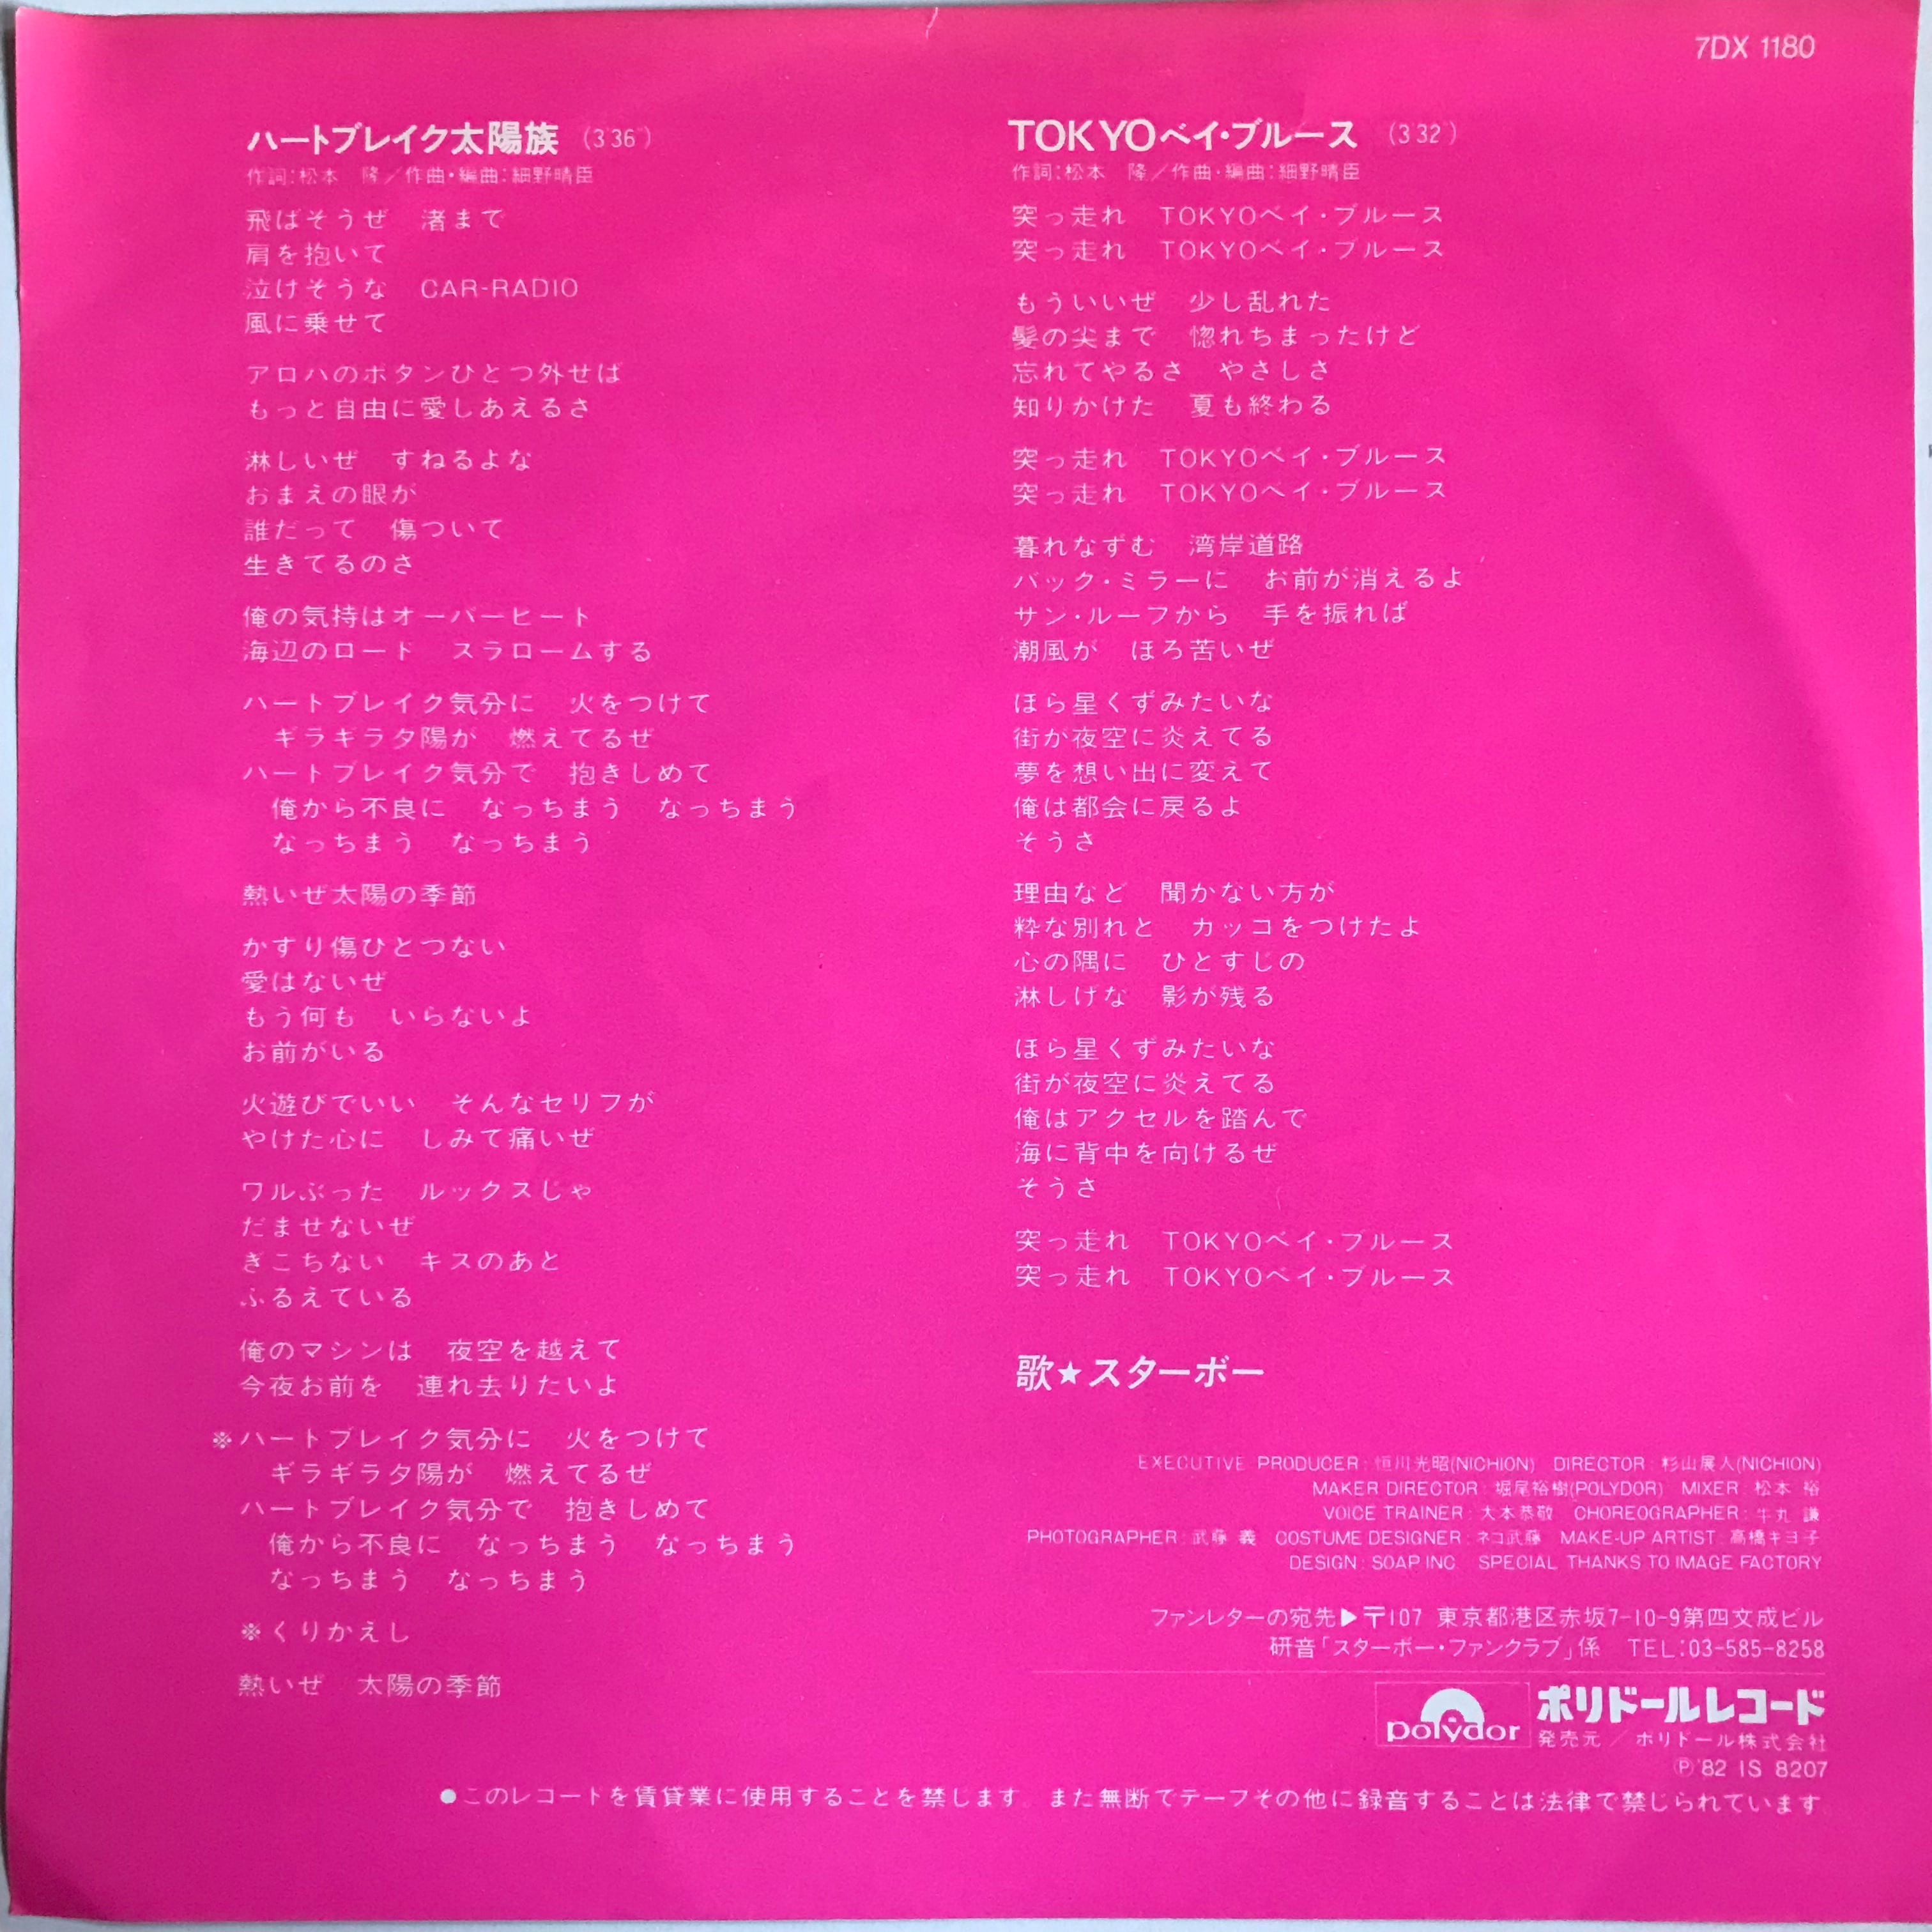 7DX 1180
ハートブレイク太陽族 (3'36")
作詞:松本 隆／作曲・編曲:細野晴臣
飛ばそうぜ 渚まで
肩を抱いて
泣けそうな CAR-RADIO
風に乗せて
アロハのボタンひとつ外せば
もっと自由に愛しあえるさ
淋しいぜ すねるよな
おまえの眼が
誰だって 傷ついて
生きてるのさ
俺の気持はオーバーヒート
海辺のロード スラロームする
ハートブレイク気分に 火をつけて
ギラギラ夕陽が 燃えてるぜ
ハートブレイク気分で 抱きしめて
俺から不良に なっちまう なっちまう
なっちまう なっちまう
熱いぜ太陽の季節
かすり傷ひとつない
愛はないぜ
もう何も いらないよ
お前がいる
火遊びでいい そんなセリフが
やけた心に しみて痛いぜ
ワルぶった ルックスじゃ
だませないぜ
ぎこちない キスのあと
ふるえている
俺のマシンは 夜空を越えて
今夜お前を 連れ去りたいよ
※ハートブレイク気分に 火をつけて
ギラギラ夕陽が 燃えてるぜ
ハートブレイク気分で 抱きしめて
俺から不良に なっちまう なっちまう
なっちまう なっちまう
※くりかえし
熱いぜ 太陽の季節
TOKYOベイ・ブルース (3'32")
作詞:松本 隆／作曲・編曲:細野晴臣
突っ走れ TOKYOベイ・ブルース
突っ走れ TOKYOベイ・ブルース
もういいぜ 少し乱れた
髪の尖まで 惚れちまったけど
忘れてやるさ やさしさ
知りかけた 夏も終わる
突っ走れ TOKYOベイ・ブルース
突っ走れ TOKYOベイ・ブルース
暮れなずむ 湾岸道路
バック・ミラーに お前が消えるよ
サン・ルーフから 手を振れば
潮風が ほろ苦いぜ
ほら星くずみたいな
街が夜空に炎えてる
夢を想い出に変えて
俺は都会に戻るよ
そうさ
理由など 聞かない方が
粋な別れと カッコをつけたよ
心の隅に ひとすじの
淋しげな 影が残る
ほら星くずみたいな
街が夜空に炎えてる
俺はアクセルを踏んで
海に背中を向けるぜ
そうさ
突っ走れ TOKYOベイ・ブルース
突っ走れ TOKYOベイ・ブルース
歌★スターボー
EXECUTIVE PRODUCER:恒川光昭(NICHION) DIRECTOR:杉山展人(NICHION)
MAKER DIRECTOR:堀尾裕樹(POLYDOR) MIXER:松本 裕
VOICE TRAINER:大本恭敬 CHOREOGRAPHER:牛丸 謙
PHOTOGRAPHER:武藤 義 COSTUME DESIGNER:ネコ武藤 MAKE-UP ARTIST:高橋キヨ子
DESIGN:SOAP INC SPECIAL THANKS TO IMAGE FACTORY
ファンレターの宛先▶〒107 東京都港区赤坂7-10-9第四文成ビル
研音「スターボー・ファンクラブ」係 TEL:03-585-8258
polydor ポリドールレコード
発売元／ポリドール株式会社
Ⓟ'82 IS 8207
●このレコードを賃貸業に使用することを禁じます。また無断でテープその他に録音することは法律で禁じられています